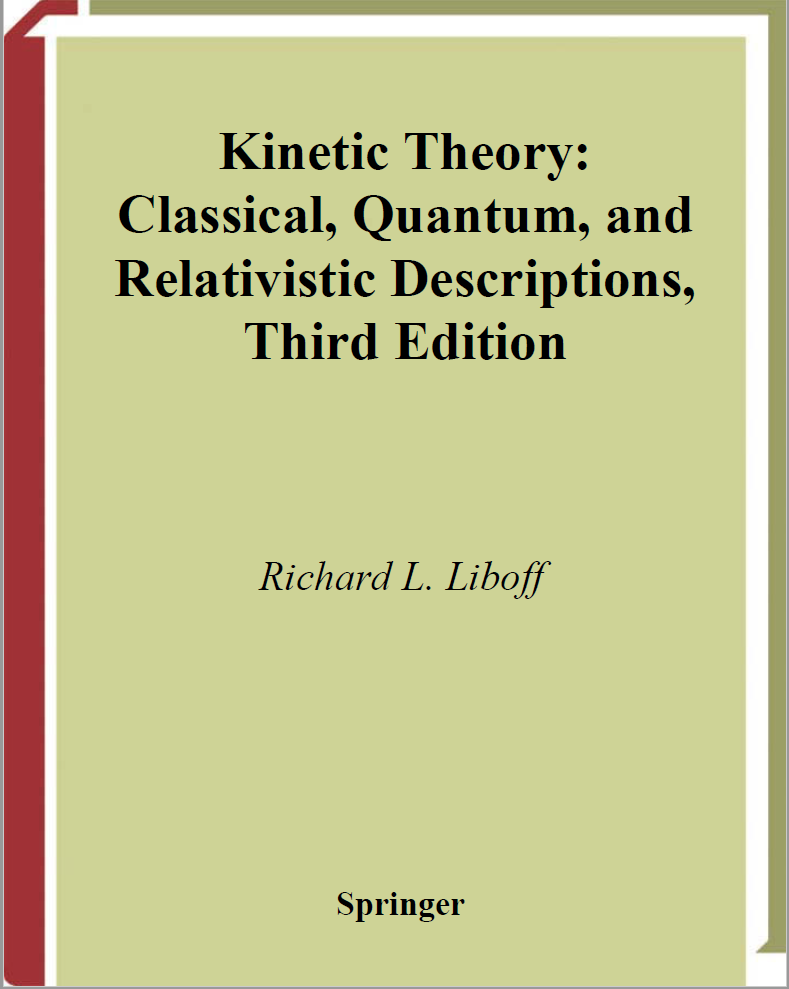 Kinetic Theory:
Classical, Quantum, and
Relativistic Descriptions,
Third Edition
Richard L. Liboff
Springer